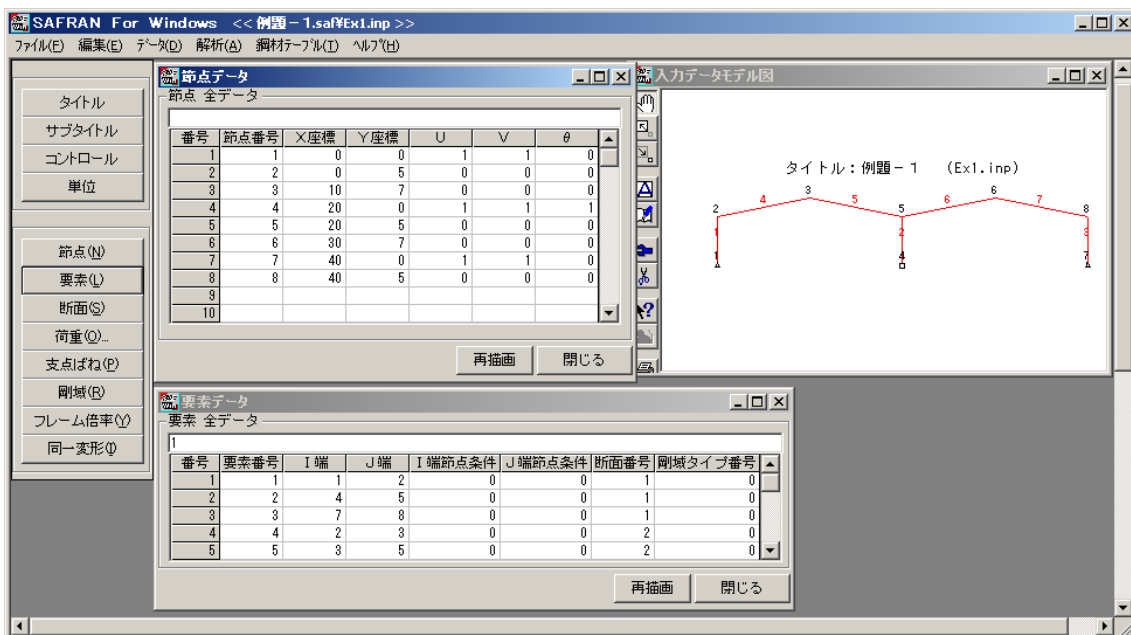 SAFRAN For Windows << 例題－1.saf¥Ex1.inp >>
ファイル(F) 編集(E) データ(D) 解析(A) 鋼材テーブル(T) ヘルプ(H)
タイトル
サブタイトル
コントロール
単位
節点(N)
要素(L)
断面(S)
荷重(O)...
支点ばね(P)
剛域(R)
フレーム倍率(Y)
同一変形(I)
節点データ
節点 全データ
番号 節点番号 X座標 Y座標 U V θ
1 1 0 0 1 1 0
2 2 0 5 0 0 0
3 3 10 7 0 0 0
4 4 20 0 1 1 1
5 5 20 5 0 0 0
6 6 30 7 0 0 0
7 7 40 0 1 1 0
8 8 40 5 0 0 0
9
10
再描画 閉じる
入力データモデル図
タイトル：例題－1 (Ex1.inp)
3 6
4 5 6 7
2 5 8
1 2 3
1 4 7
要素データ
要素 全データ
1
番号 要素番号 I 端 J 端 I 端節点条件 J 端節点条件 断面番号 剛域タイプ番号
1 1 1 2 0 0 1 0
2 2 4 5 0 0 1 0
3 3 7 8 0 0 1 0
4 4 2 3 0 0 2 0
5 5 3 5 0 0 2 0
再描画 閉じる